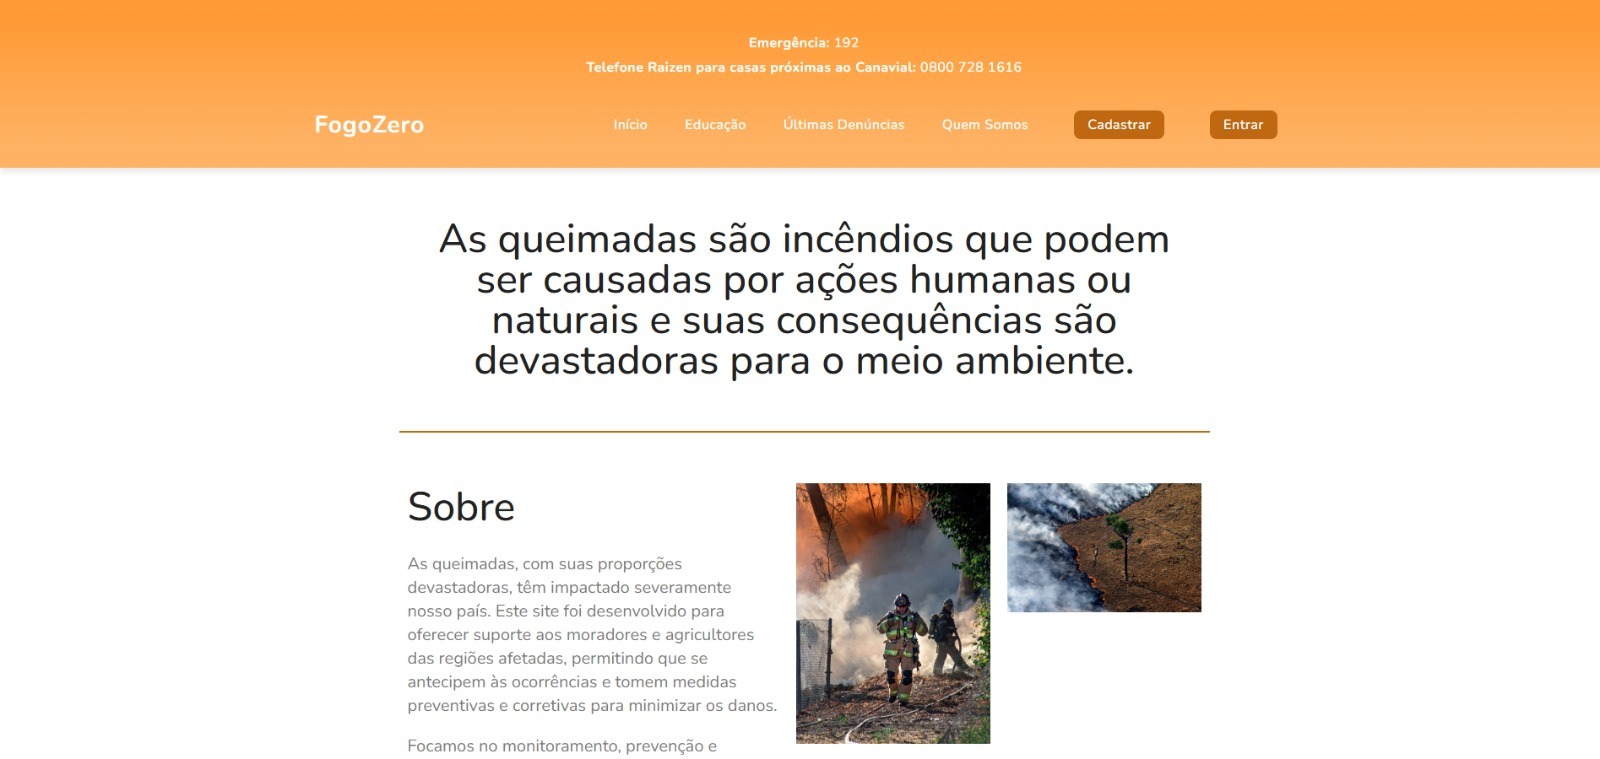 Emergência: 192
Telefone Raizen para casas próximas ao Canavial: 0800 728 1616
FogoZero
Início
Educação
Últimas Denúncias
Quem Somos
Cadastrar
Entrar
As queimadas são incêndios que podem
ser causadas por ações humanas ou
naturais e suas consequências são
devastadoras para o meio ambiente.
Sobre
As queimadas, com suas proporções
devastadoras, têm impactado severamente
nosso país. Este site foi desenvolvido para
oferecer suporte aos moradores e agricultores
das regiões afetadas, permitindo que se
antecipem às ocorrências e tomem medidas
preventivas e corretivas para minimizar os danos.
Focamos no monitoramento, prevenção e